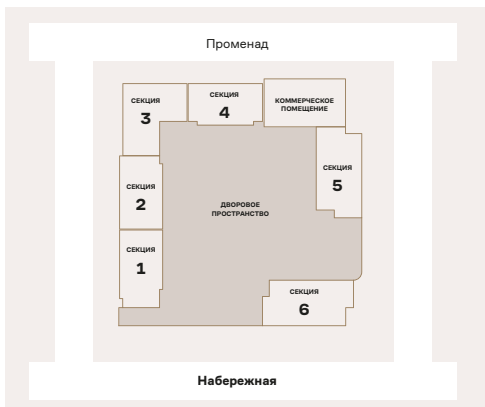 Променад
СЕКЦИЯ
3
СЕКЦИЯ
4
КОММЕРЧЕСКОЕ
ПОМЕЩЕНИЕ
СЕКЦИЯ
5
СЕКЦИЯ
2
ДВОРОВОЕ
ПРОСТРАНСТВО
СЕКЦИЯ
1
СЕКЦИЯ
6
Набережная